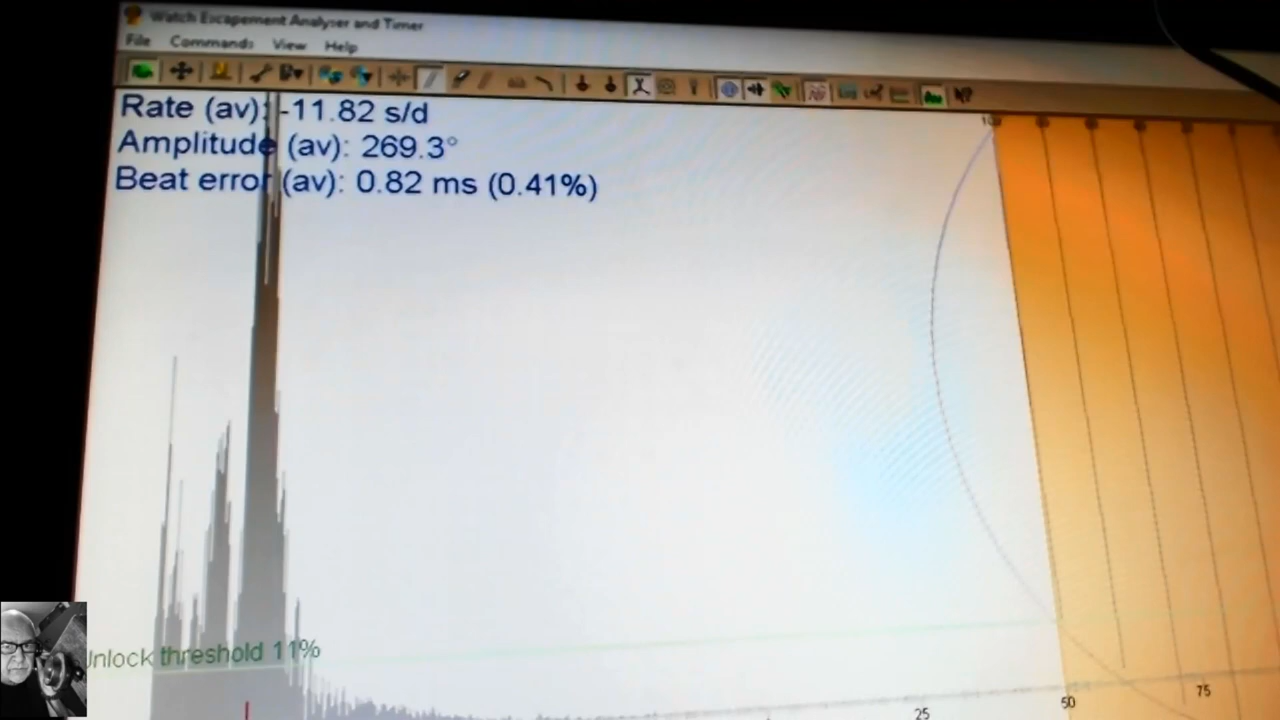 Watch Escapement Analyser and Timer
File Commands View Help
Rate (av): -11.82 s/d
Amplitude (av): 269.3°
Beat error (av): 0.82 ms (0.41%)
Unlock threshold 11%
25 50 75